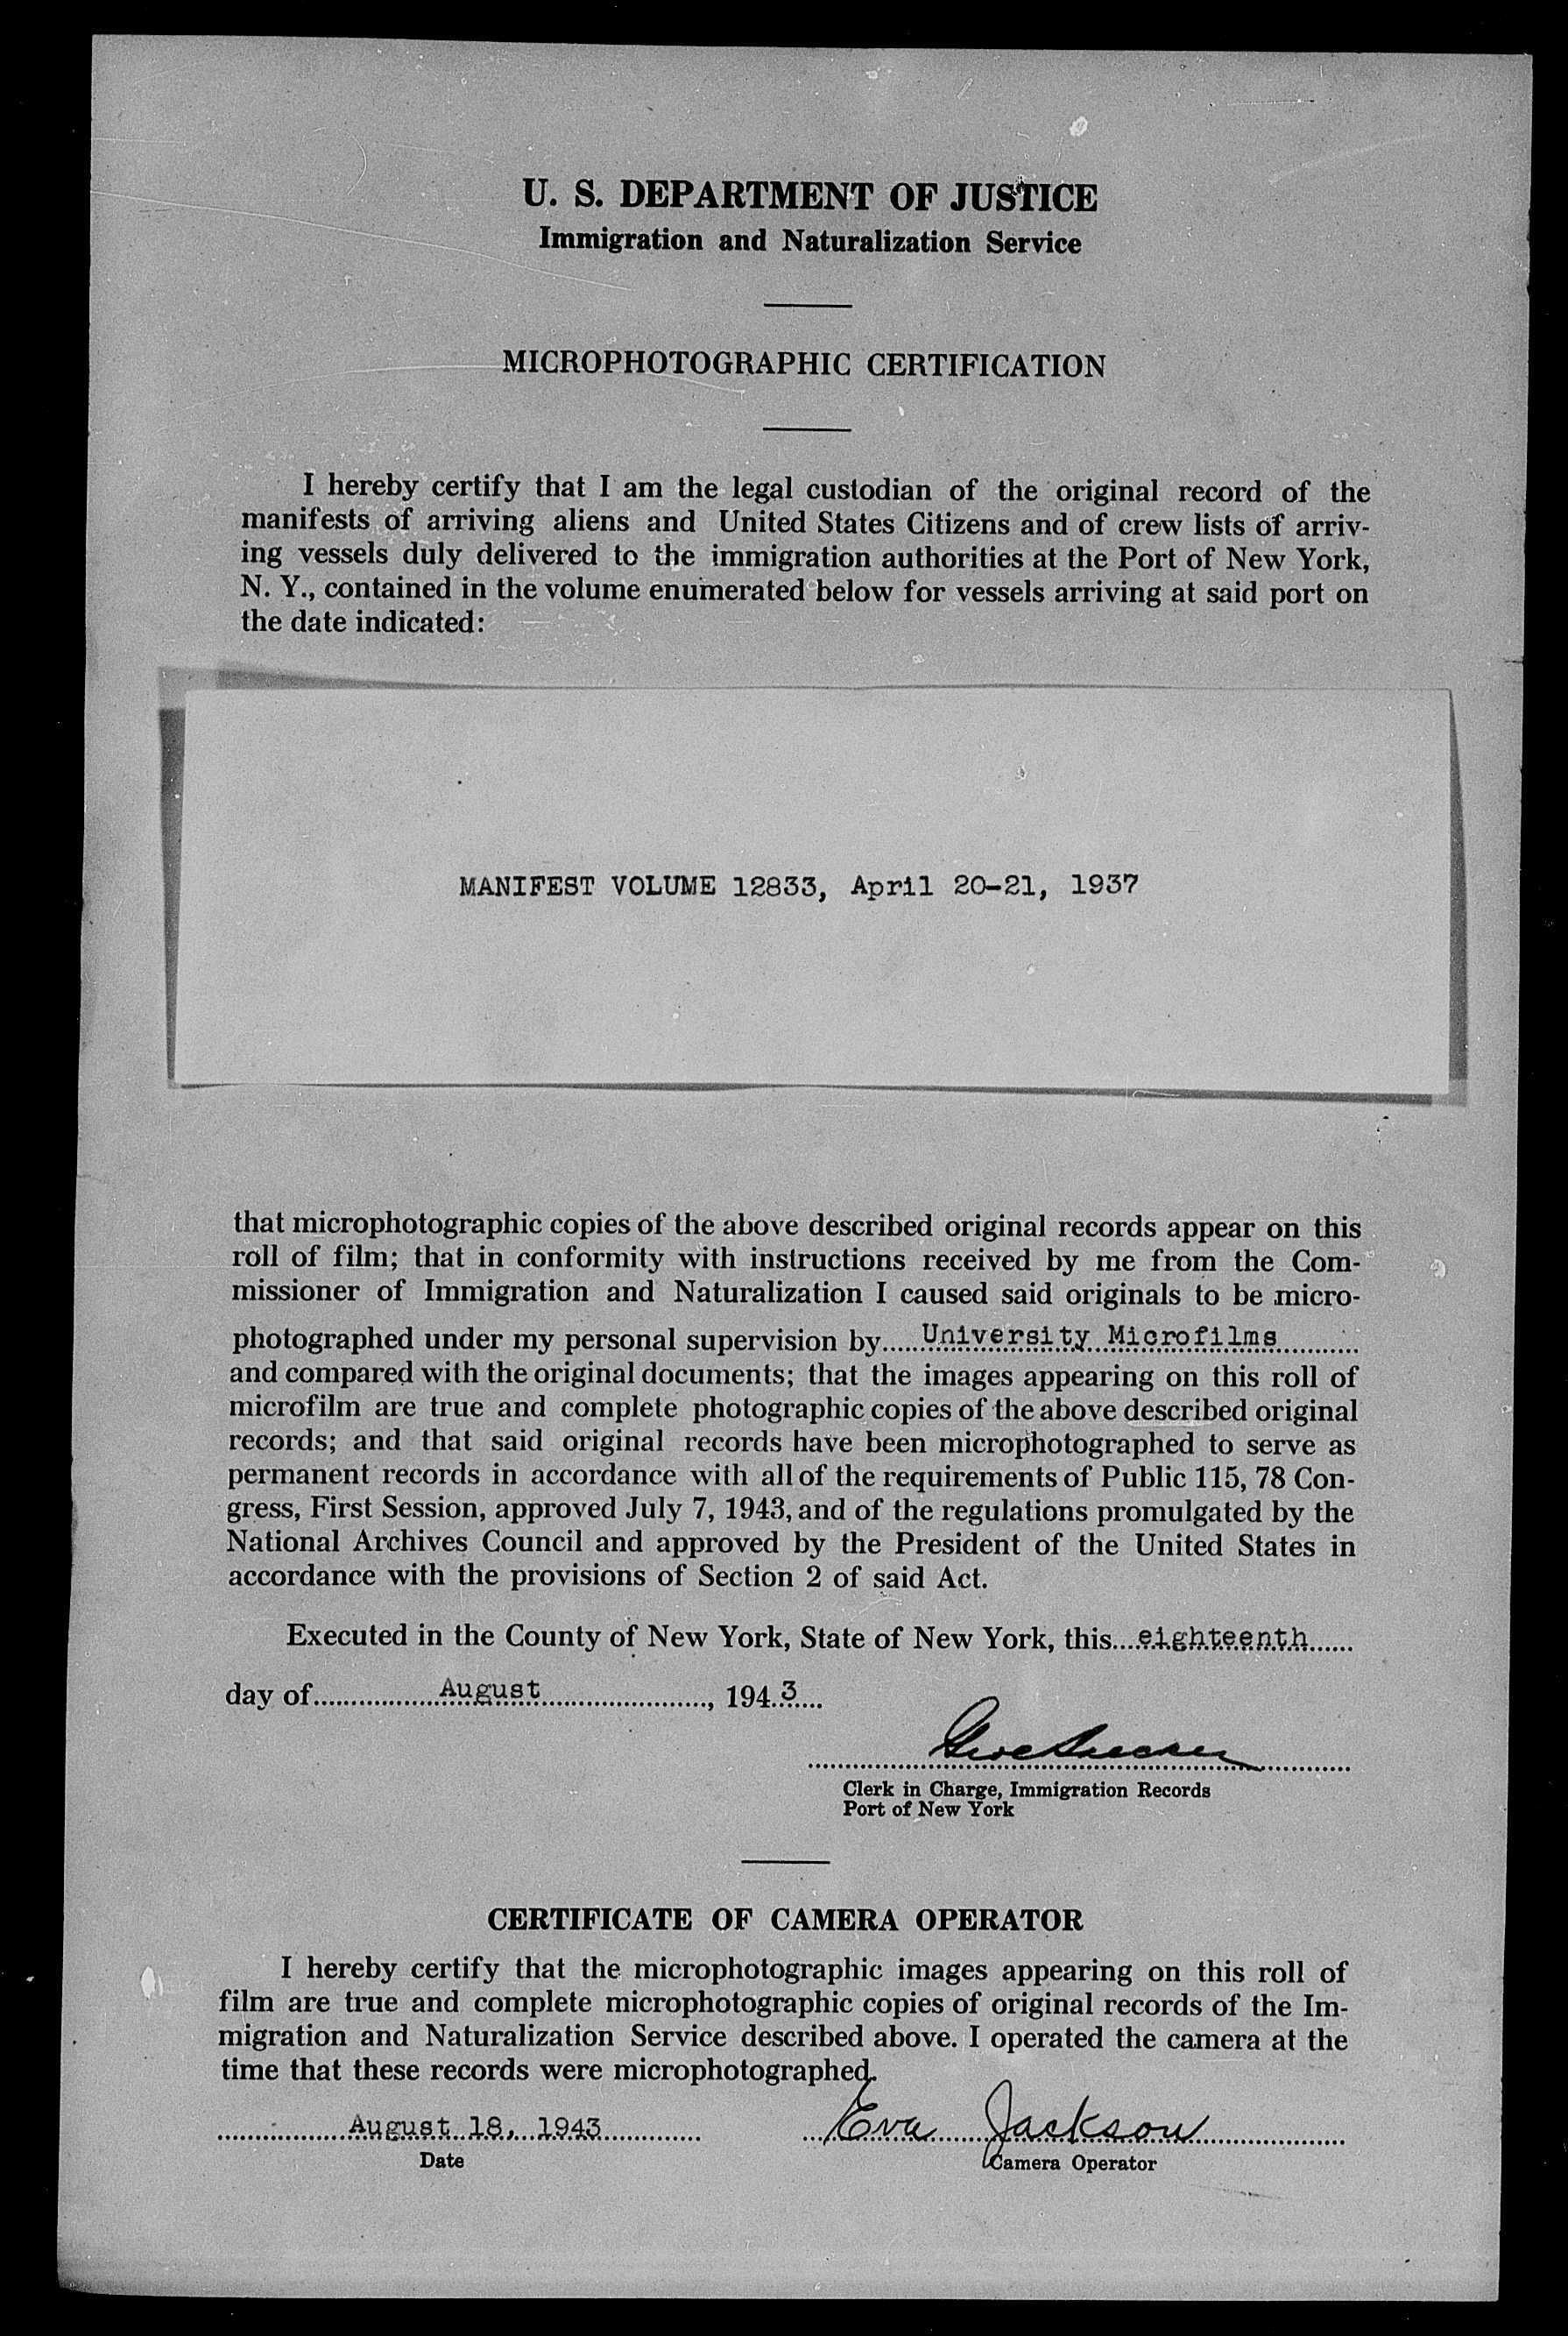 U. S. DEPARTMENT OF JUSTICE
Immigration and Naturalization Service
MICROPHOTOGRAPHIC CERTIFICATION
I hereby certify that I am the legal custodian of the original record of the
manifests of arriving aliens and United States Citizens and of crew lists of arriv-
ing vessels duly delivered to the immigration authorities at the Port of New York,
N. Y., contained in the volume enumerated below for vessels arriving at said port on
the date indicated:
MANIFEST VOLUME 12833, April 20-21, 1937
that microphotographic copies of the above described original records appear on this
roll of film; that in conformity with instructions received by me from the Com-
missioner of Immigration and Naturalization I caused said originals to be micro-
photographed under my personal supervision by.....University Microfilms..........
and compared with the original documents; that the images appearing on this roll of
microfilm are true and complete photographic copies of the above described original
records; and that said original records have been microphotographed to serve as
permanent records in accordance with all of the requirements of Public 115, 78 Con-
gress, First Session, approved July 7, 1943, and of the regulations promulgated by the
National Archives Council and approved by the President of the United States in
accordance with the provisions of Section 2 of said Act.
Executed in the County of New York, State of New York, this....eighteenth......
day of..................August........................, 194..3....
Clerk in Charge, Immigration Records
Port of New York
CERTIFICATE OF CAMERA OPERATOR
I hereby certify that the microphotographic images appearing on this roll of
film are true and complete microphotographic copies of original records of the Im-
migration and Naturalization Service described above. I operated the camera at the
time that these records were microphotographed.
August 18, 1943 Eva Jackson
Date Camera Operator